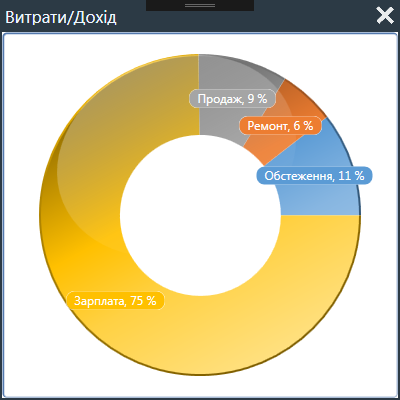 Витрати/Дохід
Продаж, 9 %
Ремонт, 6 %
Обстеження, 11 %
Зарплата, 75 %